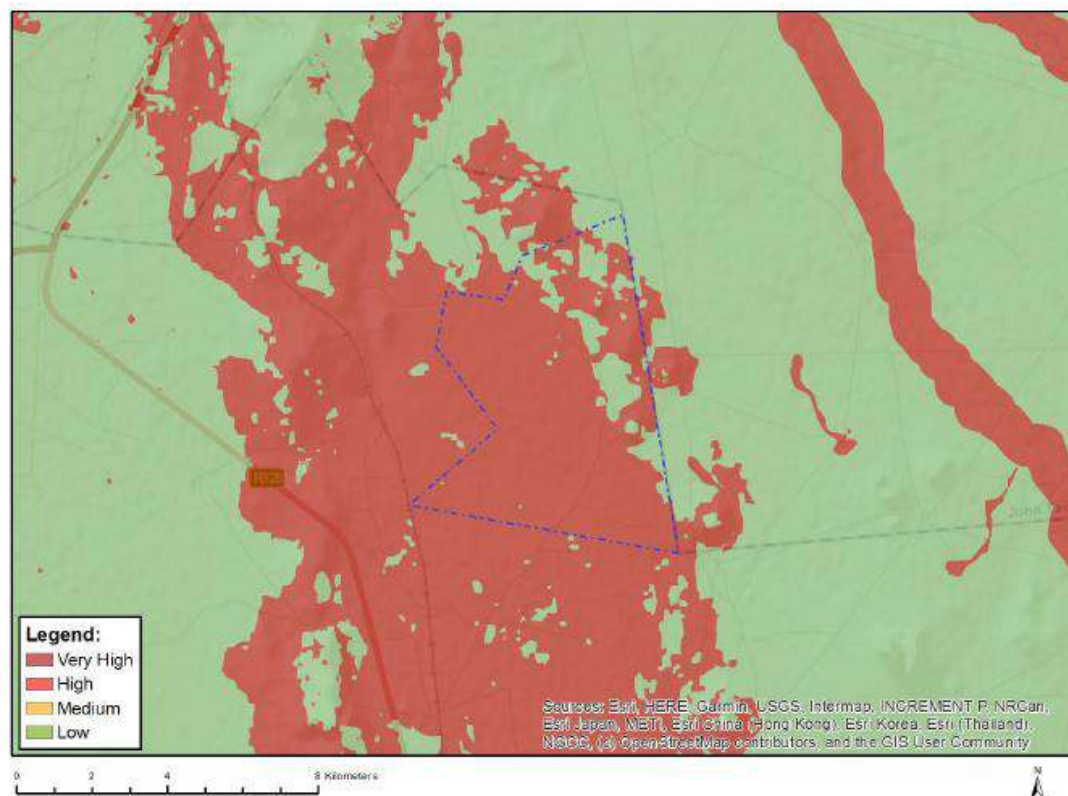 John
Legend:
Very High
High
Medium
Low
Sources: Esri, HERE, Garmin, USGS, Intermap, INCREMENT P, NRCan,
Esri Japan, METI, Esri China (Hong Kong), Esri Korea, Esri (Thailand),
NGCC, (c) OpenStreetMap contributors, and the GIS User Community
0 2 4 8 Kilometers
N